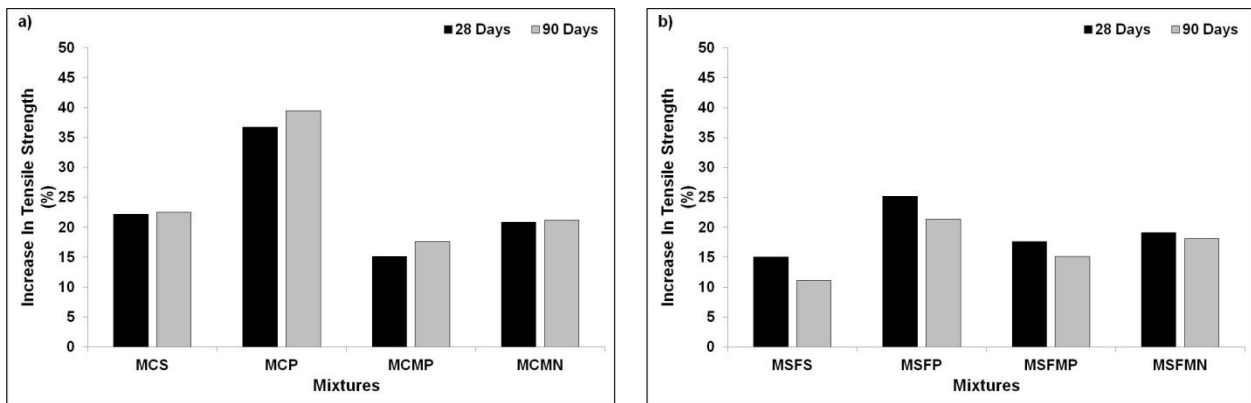 a)
28 Days 90 Days
Increase In Tensile Strength
(%)
50
45
40
35
30
25
20
15
10
5
0
MCS MCP MCMP MCMN
Mixtures
b)
28 Days 90 Days
Increase In Tensile Strength
(%)
50
45
40
35
30
25
20
15
10
5
0
MSFS MSFP MSFMP MSFMN
Mixtures